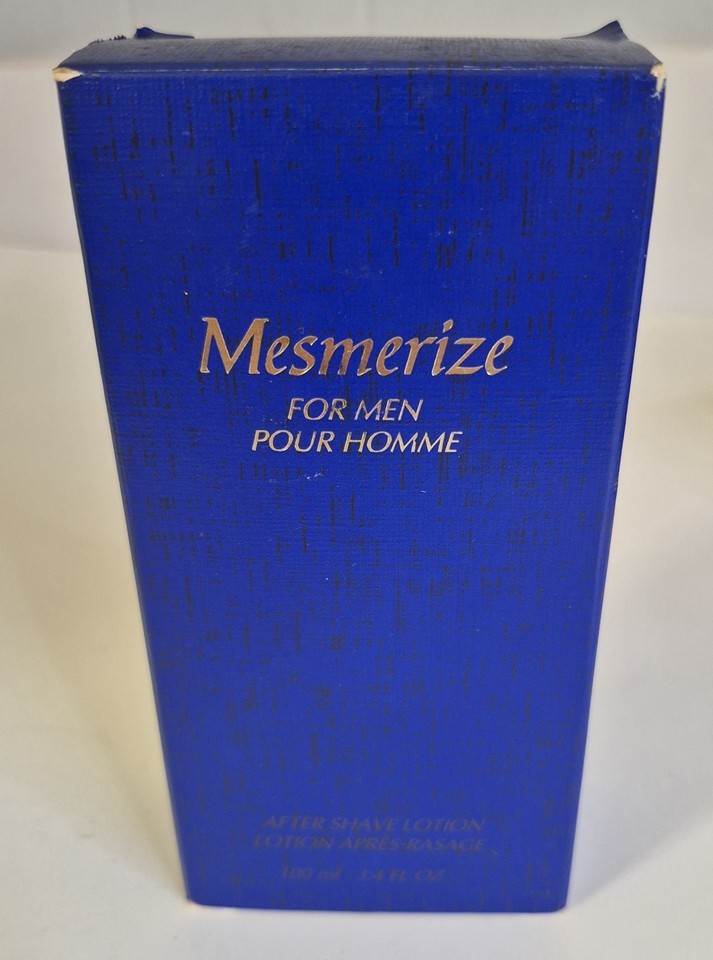 Mesmerize
FOR MEN
POUR HOMME
AFTER SHAVE LOTION
LOTION APRÈS-RASAGE
100 ml 3.4 FL OZ